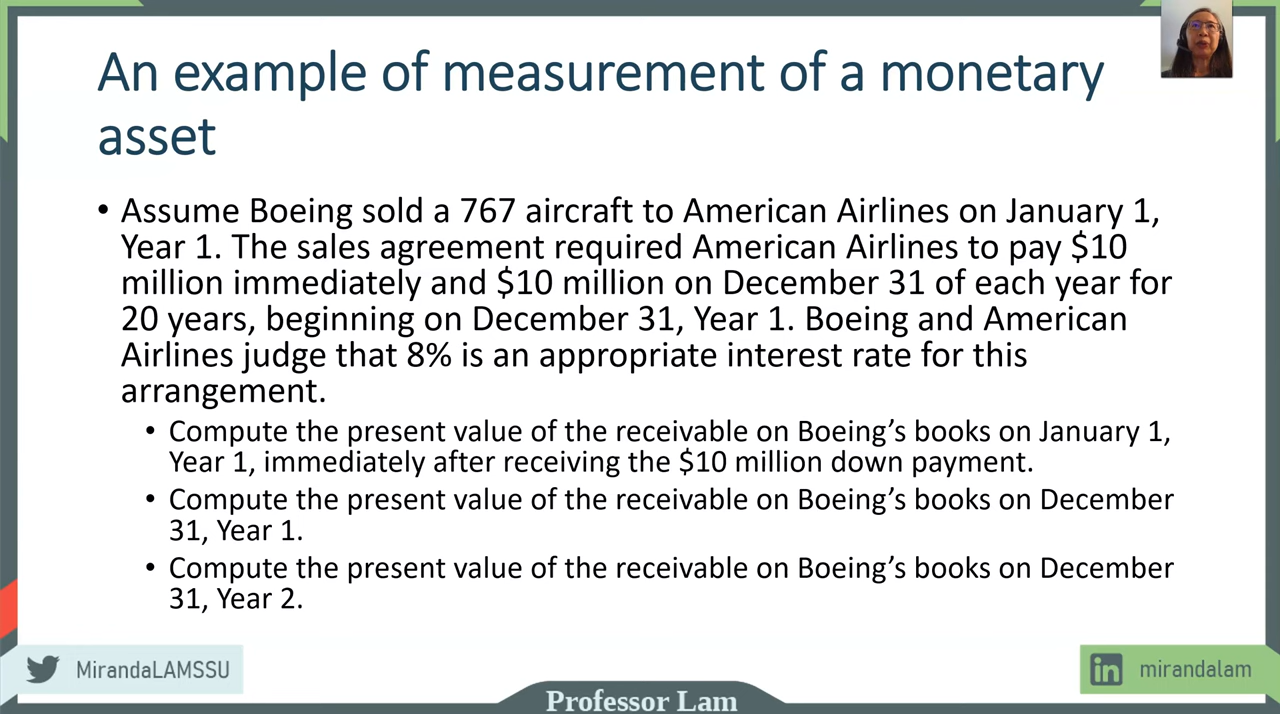 An example of measurement of a monetary
asset
• Assume Boeing sold a 767 aircraft to American Airlines on January 1,
Year 1. The sales agreement required American Airlines to pay $10
million immediately and $10 million on December 31 of each year for
20 years, beginning on December 31, Year 1. Boeing and American
Airlines judge that 8% is an appropriate interest rate for this
arrangement.
• Compute the present value of the receivable on Boeing’s books on January 1,
Year 1, immediately after receiving the $10 million down payment.
• Compute the present value of the receivable on Boeing’s books on December
31, Year 1.
• Compute the present value of the receivable on Boeing’s books on December
31, Year 2.
MirandaLAMSSU
Professor Lam
in mirandalam